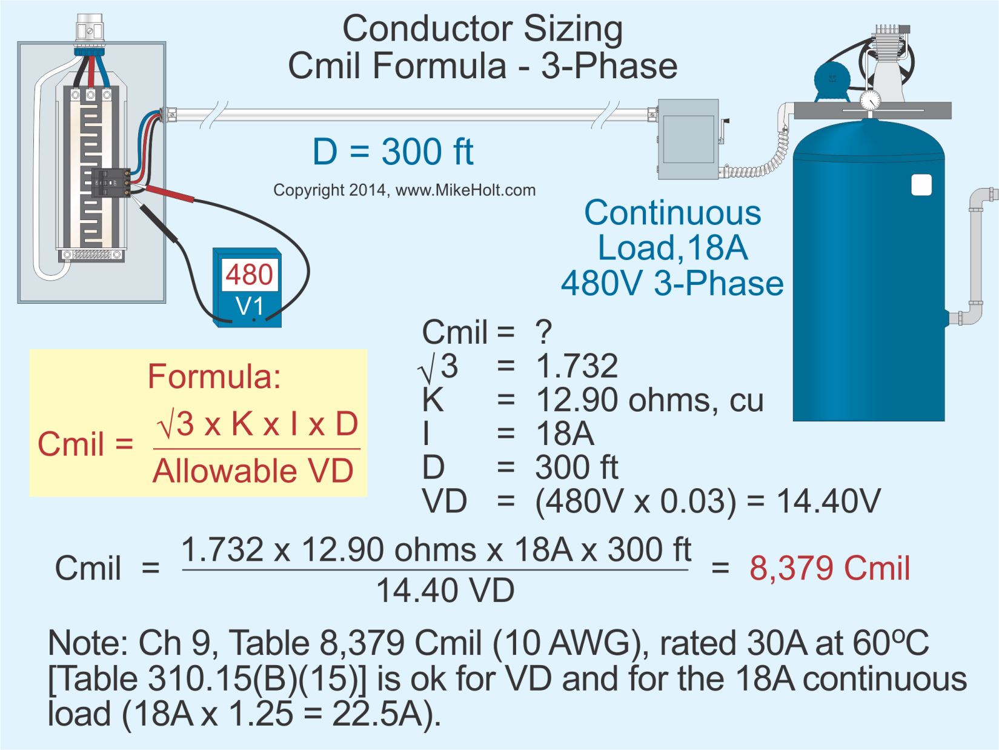 Conductor Sizing
Cmil Formula - 3-Phase
D = 300 ft
Copyright 2014, www.MikeHolt.com
Continuous
Load,18A
480V 3-Phase
480
V1
Cmil = ?
√3 = 1.732
K = 12.90 ohms, cu
I = 18A
D = 300 ft
VD = (480V x 0.03) = 14.40V
Formula:
Cmil = √3 x K x I x D
Allowable VD
Cmil = 1.732 x 12.90 ohms x 18A x 300 ft = 8,379 Cmil
14.40 VD
Note: Ch 9, Table 8,379 Cmil (10 AWG), rated 30A at 60ºC
[Table 310.15(B)(15)] is ok for VD and for the 18A continuous
load (18A x 1.25 = 22.5A).